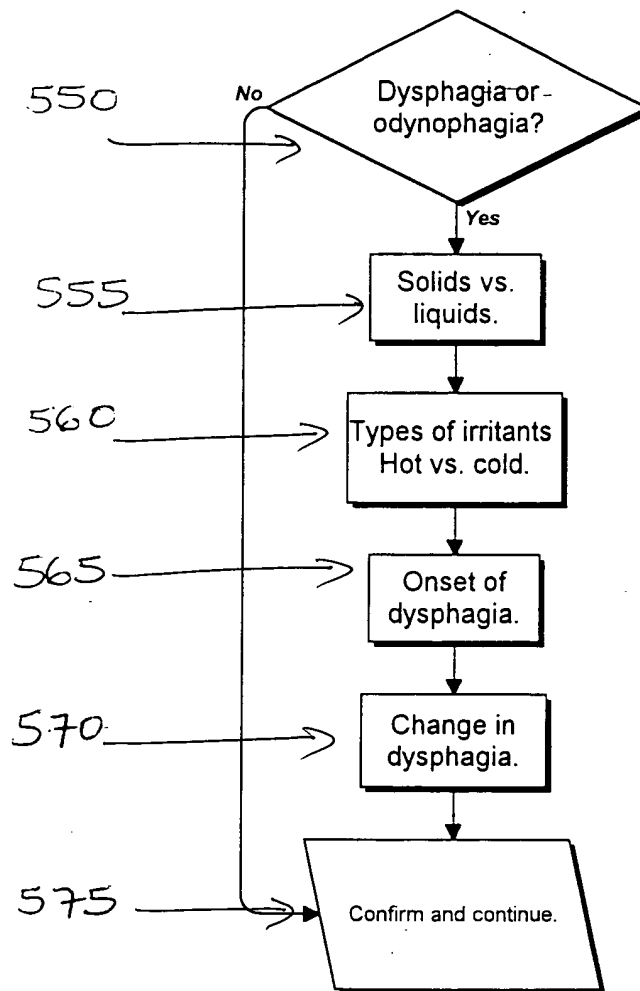 550
No
Dysphagia or
odynophagia?
Yes
555
Solids vs.
liquids.
560
Types of irritants
Hot vs. cold.
565
Onset of
dysphagia.
570
Change in
dysphagia.
575
Confirm and continue.